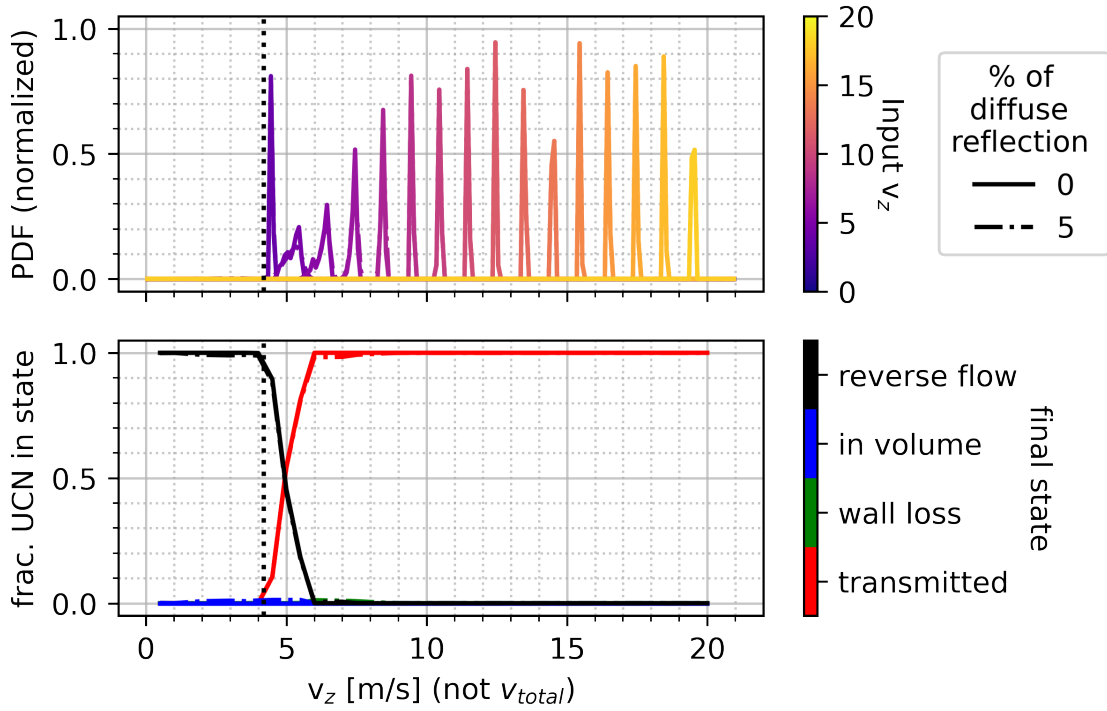 1.0
0.5
0.0
PDF (normalized)
20
15
10
5
0
Input v_z
% of
diffuse
reflection
0
5
1.0
0.5
0.0
frac. UCN in state
0
5
10
15
20
v_z [m/s] (not v_total)
reverse flow
in volume
wall loss
transmitted
final state